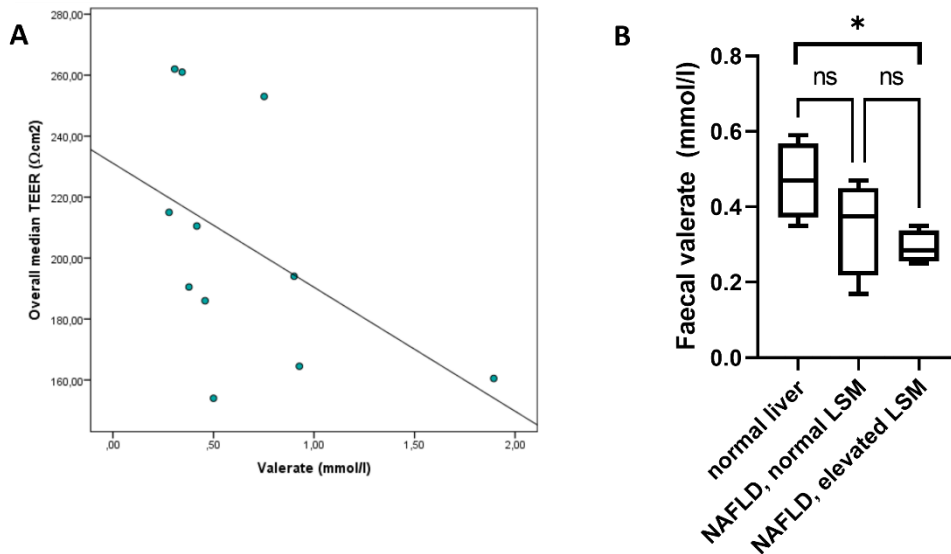 A
Overall median TEER (Ωcm2)
280,00
260,00
240,00
220,00
200,00
180,00
160,00
,00
,50
1,00
1,50
2,00
Valerate (mmol/l)
B
Faecal valerate (mmol/l)
0.8
0.6
0.4
0.2
0.0
*
ns
ns
normal liver
NAFLD, normal LSM
NAFLD, elevated LSM